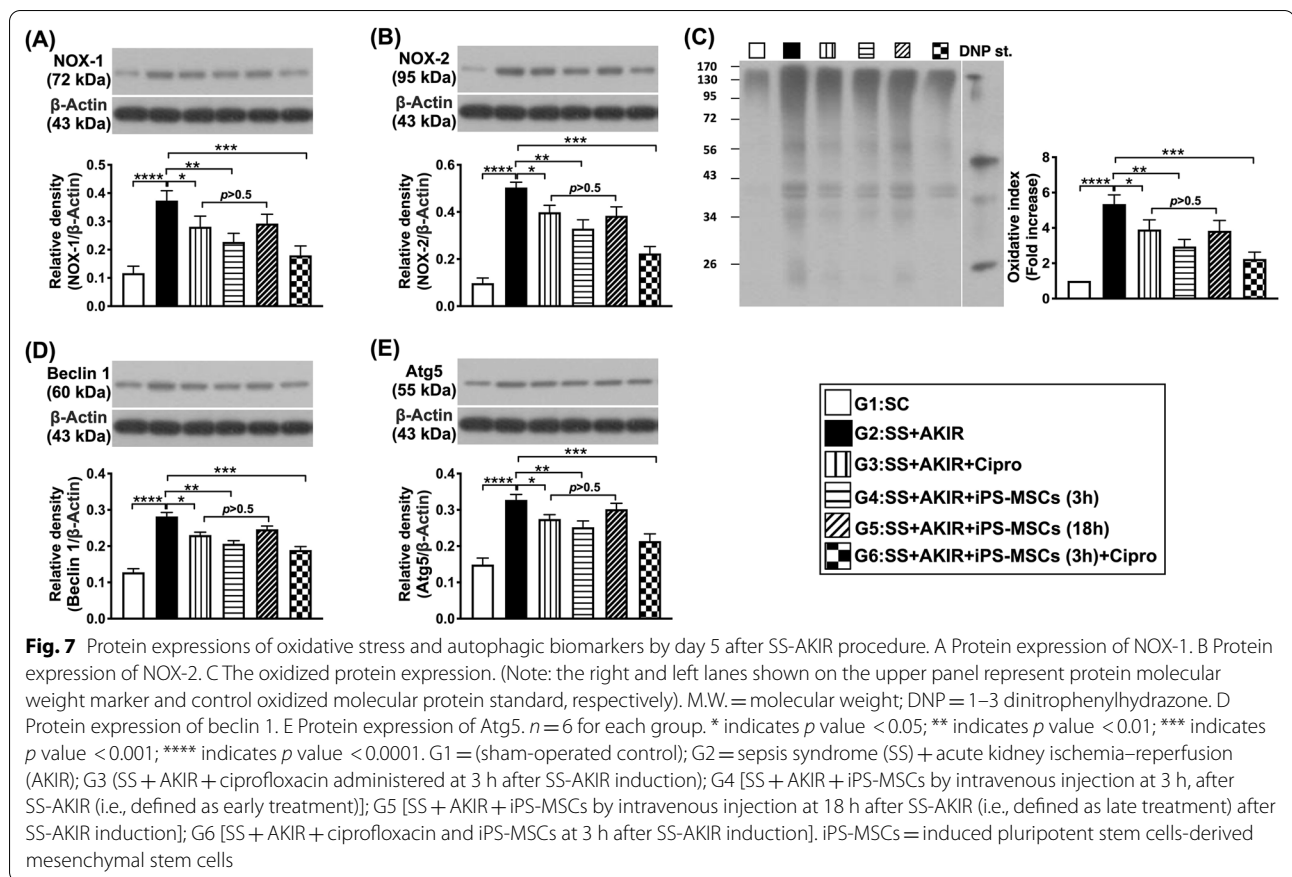 (A)
NOX-1
(72 kDa)
β-Actin
(43 kDa)
Relative density
(NOX-1/β-Actin)
0.5
0.4
0.3
0.2
0.1
0.0
****
*
**
***
p>0.5
(B)
NOX-2
(95 kDa)
β-Actin
(43 kDa)
Relative density
(NOX-2/β-Actin)
0.6
0.4
0.2
0.0
****
*
**
***
p>0.5
(C)
DNP st.
170
130
95
72
56
43
34
26
Oxidative index
(Fold increase)
8
6
4
2
0
****
*
**
***
p>0.5
(D)
Beclin 1
(60 kDa)
β-Actin
(43 kDa)
Relative density
(Beclin 1/β-Actin)
0.4
0.3
0.2
0.1
0.0
****
*
**
***
p>0.5
(E)
Atg5
(55 kDa)
β-Actin
(43 kDa)
Relative density
(Atg5/β-Actin)
0.4
0.3
0.2
0.1
0.0
****
*
**
***
p>0.5
G1:SC
G2:SS+AKIR
G3:SS+AKIR+Cipro
G4:SS+AKIR+iPS-MSCs (3h)
G5:SS+AKIR+iPS-MSCs (18h)
G6:SS+AKIR+iPS-MSCs (3h)+Cipro
Fig. 7 Protein expressions of oxidative stress and autophagic biomarkers by day 5 after SS-AKIR procedure. A Protein expression of NOX-1. B Protein
expression of NOX-2. C The oxidized protein expression. (Note: the right and left lanes shown on the upper panel represent protein molecular
weight marker and control oxidized molecular protein standard, respectively). M.W. = molecular weight; DNP = 1–3 dinitrophenylhydrazone. D
Protein expression of beclin 1. E Protein expression of Atg5. n = 6 for each group. * indicates p value < 0.05; ** indicates p value < 0.01; *** indicates
p value < 0.001; **** indicates p value < 0.0001. G1 = (sham-operated control); G2 = sepsis syndrome (SS) + acute kidney ischemia–reperfusion
(AKIR); G3 (SS + AKIR + ciprofloxacin administered at 3 h after SS-AKIR induction); G4 [SS + AKIR + iPS-MSCs by intravenous injection at 3 h, after
SS-AKIR (i.e., defined as early treatment)]; G5 [SS + AKIR + iPS-MSCs by intravenous injection at 18 h after SS-AKIR (i.e., defined as late treatment) after
SS-AKIR induction]; G6 [SS + AKIR + ciprofloxacin and iPS-MSCs at 3 h after SS-AKIR induction]. iPS-MSCs = induced pluripotent stem cells-derived
mesenchymal stem cells